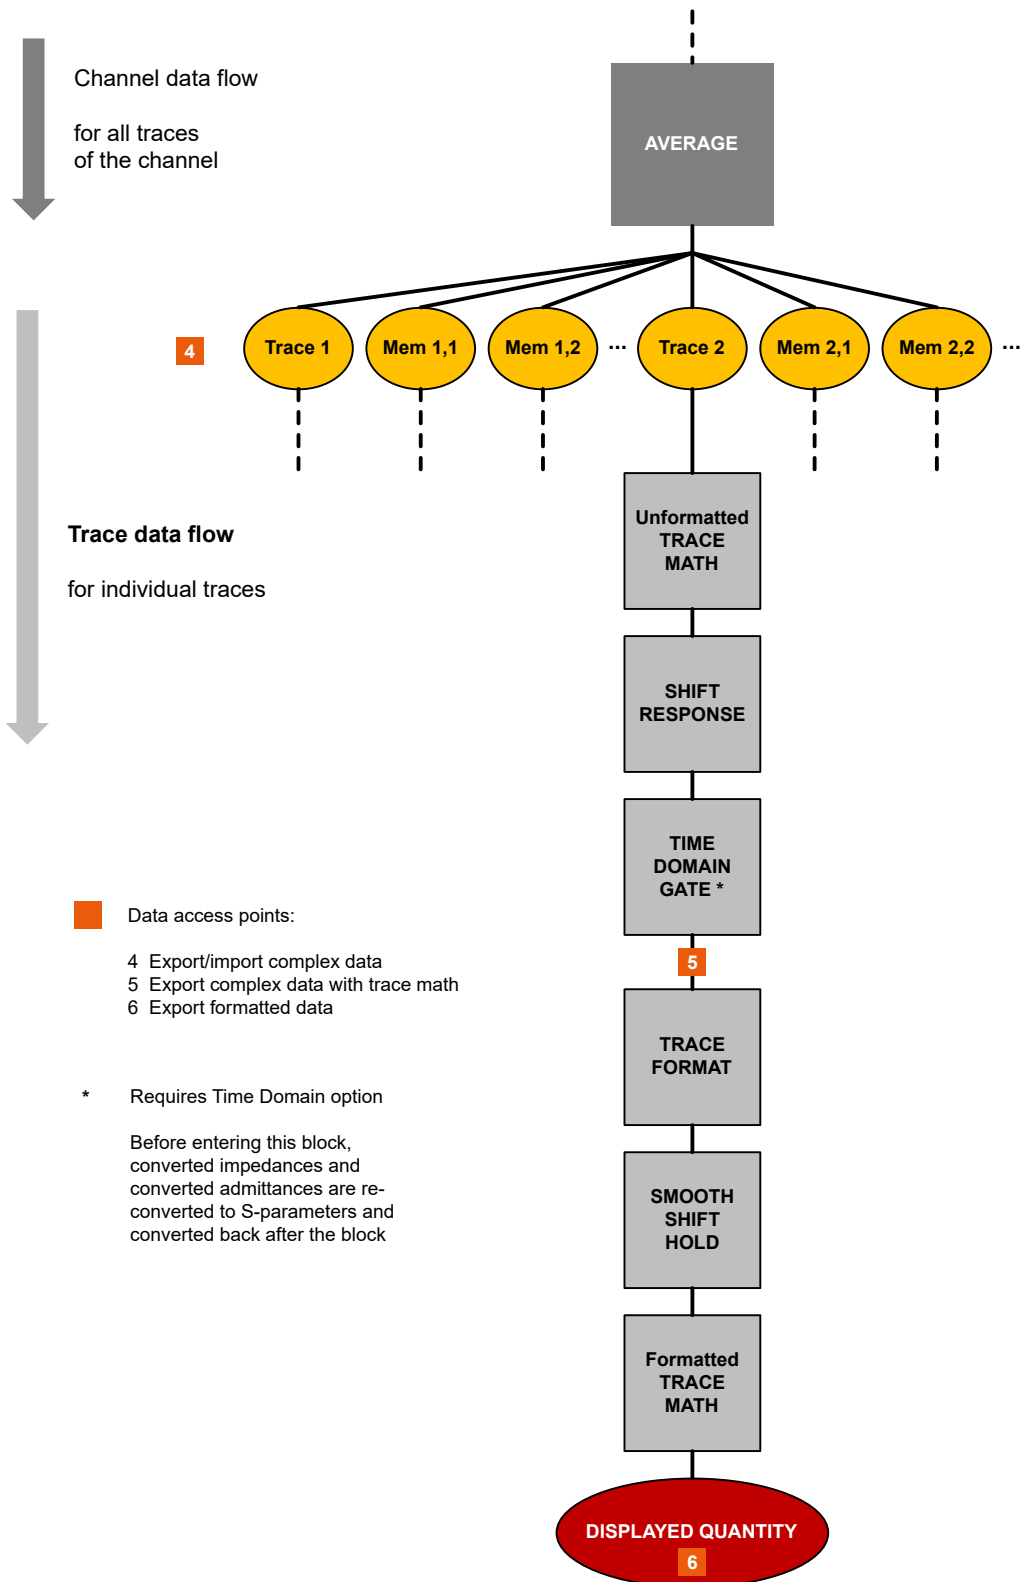 Channel data flow
for all traces
of the channel
AVERAGE
4
Trace 1
Mem 1,1
Mem 1,2
...
Trace 2
Mem 2,1
Mem 2,2
...
Trace data flow
for individual traces
Unformatted
TRACE
MATH
SHIFT
RESPONSE
TIME
DOMAIN
GATE *
5
TRACE
FORMAT
SMOOTH
SHIFT
HOLD
Formatted
TRACE
MATH
DISPLAYED QUANTITY
6
Data access points:
4 Export/import complex data
5 Export complex data with trace math
6 Export formatted data
* Requires Time Domain option
Before entering this block,
converted impedances and
converted admittances are re-
converted to S-parameters and
converted back after the block